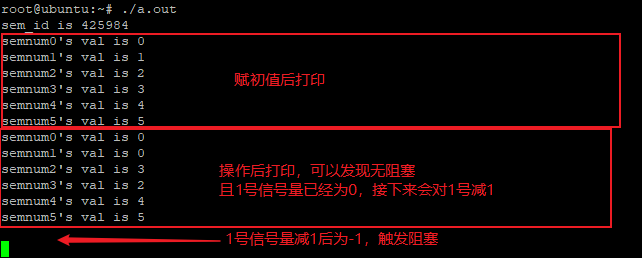 root@ubuntu:~# ./a.out
sem_id is 425984
semnum0's val is 0
semnum1's val is 1
semnum2's val is 2
semnum3's val is 3
semnum4's val is 4
semnum5's val is 5
赋初值后打印
semnum0's val is 0
semnum1's val is 0
semnum2's val is 3
semnum3's val is 2
semnum4's val is 4
semnum5's val is 5
操作后打印，可以发现无阻塞
且1号信号量已经为0，接下来会对1号减1
1号信号量减1后为-1，触发阻塞